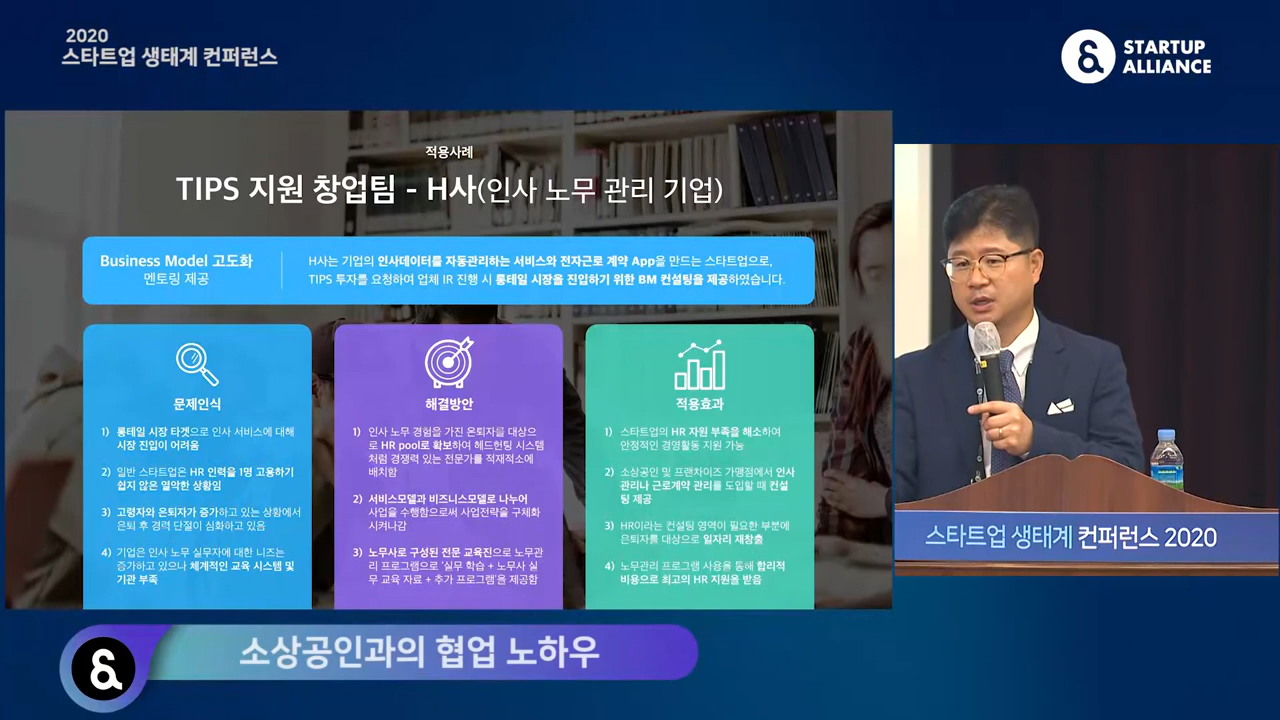 2020
스타트업 생태계 컨퍼런스
STARTUP
ALLIANCE
적용사례
TIPS 지원 창업팀 - H사(인사 노무 관리 기업)
Business Model 고도화
멘토링 제공
H사는 기업의 인사데이터를 자동관리하는 서비스와 전자근로 계약 App을 만드는 스타트업으로,
TIPS 투자를 요청하여 업체 IR 진행 시 통테일 시장을 진입하기 위한 BM 컨설팅을 제공하였습니다.
문제인식
1) 통테일 시장 타겟으로 인사 서비스에 대해
시장 진입이 어려움
2) 일반 스타트업은 HR 인력을 1명 고용하기
쉽지 않은 열악한 상황임
3) 고령자와 은퇴자가 증가하고 있는 상황에서
은퇴 후 경력 단절이 심화하고 있음
4) 기업은 인사 노무 실무자에 대한 니즈는
증가하고 있으나 체계적인 교육 시스템 및
기관 부족
해결방안
1) 인사 노무 경험을 가진 은퇴자를 대상으
로 HR pool로 확보하여 헤드헌팅 시스템
처럼 경쟁력 있는 전문가를 적재적소에
배치함
2) 서비스모델과 비즈니스모델로 나누어
사업을 수행함으로써 사업전략을 구체화
시켜나감
3) 노무사로 구성된 전문 교육진으로 노무관
리 프로그램으로 '실무 학습 + 노무사 실
무 교육 자료 + 추가 프로그램'을 제공함
적용효과
1) 스타트업의 HR 자원 부족을 해소하여
안정적인 경영활동 지원 가능
2) 소상공인 및 프랜차이즈 가맹점에서 인사
관리나 근로계약 관리를 도입할 때 컨설
팅 제공
3) HR이라는 컨설팅 영역이 필요한 부분에
은퇴자를 대상으로 일자리 재창출
4) 노무관리 프로그램 사용을 통해 합리적
비용으로 최고의 HR 지원을 받음
스타트업 생태계 컨퍼런스 2020
소상공인과의 협업 노하우